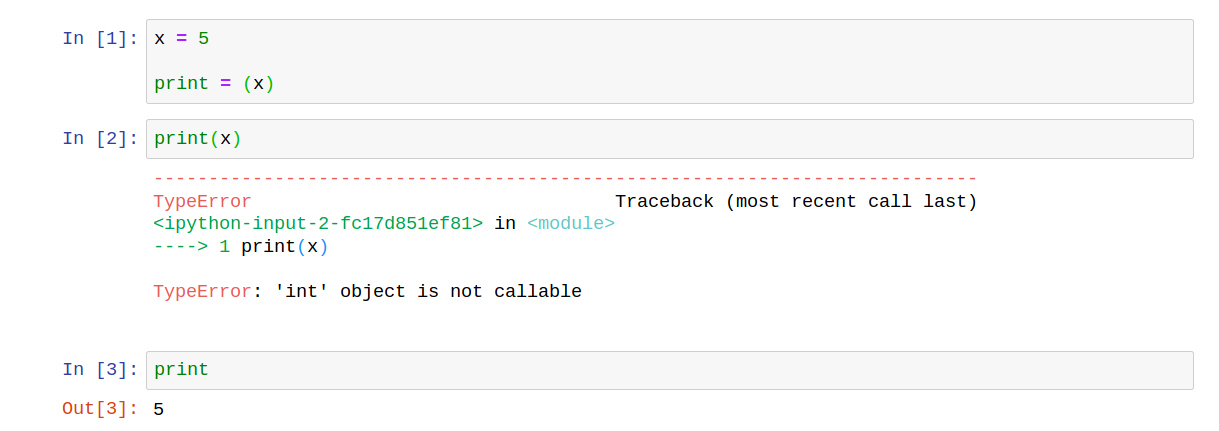 In [1]: x = 5
print = (x)
In [2]: print(x)
---------------------------------------------------------------------------
TypeError                                 Traceback (most recent call last)
<ipython-input-2-fc17d851ef81> in <module>
----> 1 print(x)
TypeError: 'int' object is not callable
In [3]: print
Out[3]: 5